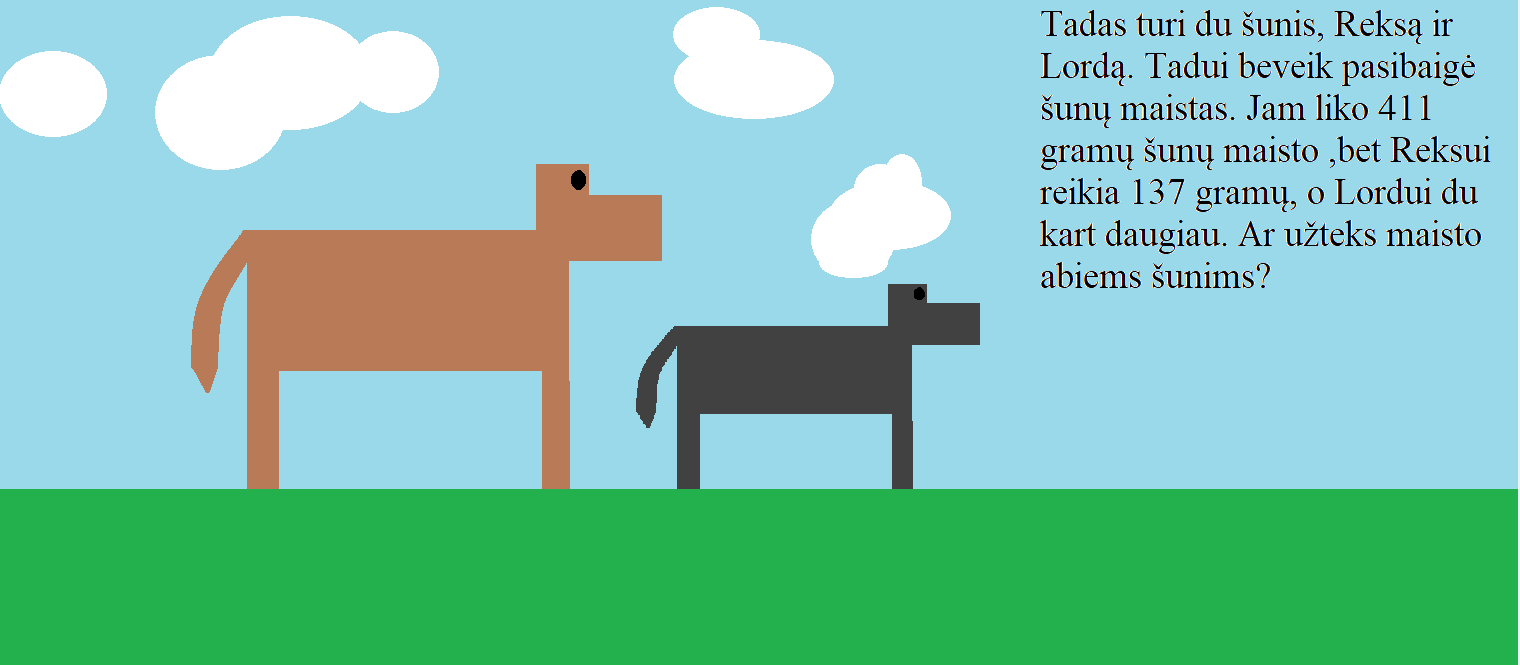 Tadas turi du šunis, Reksą ir
Lordą. Tadui beveik pasibaigė
šunų maistas. Jam liko 411
gramų šunų maisto ,bet Reksui
reikia 137 gramų, o Lordui du
kart daugiau. Ar užteks maisto
abiems šunims?